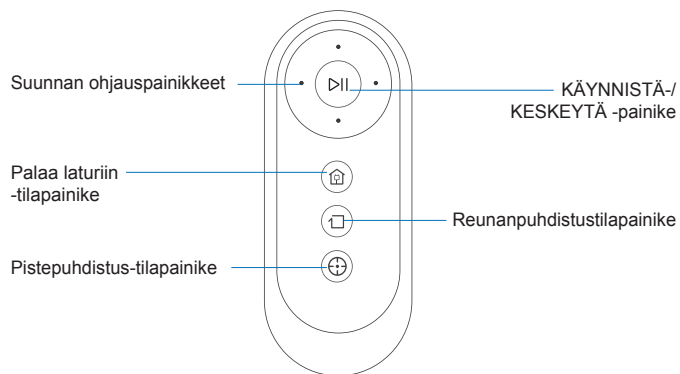 Suunnan ohjauspainikkeet
KÄYNNISTÄ-/
KESKEYTÄ -painike
Palaa laturiin
-tilapainike
Reunanpuhdistustilapainike
Pistepuhdistus-tilapainike